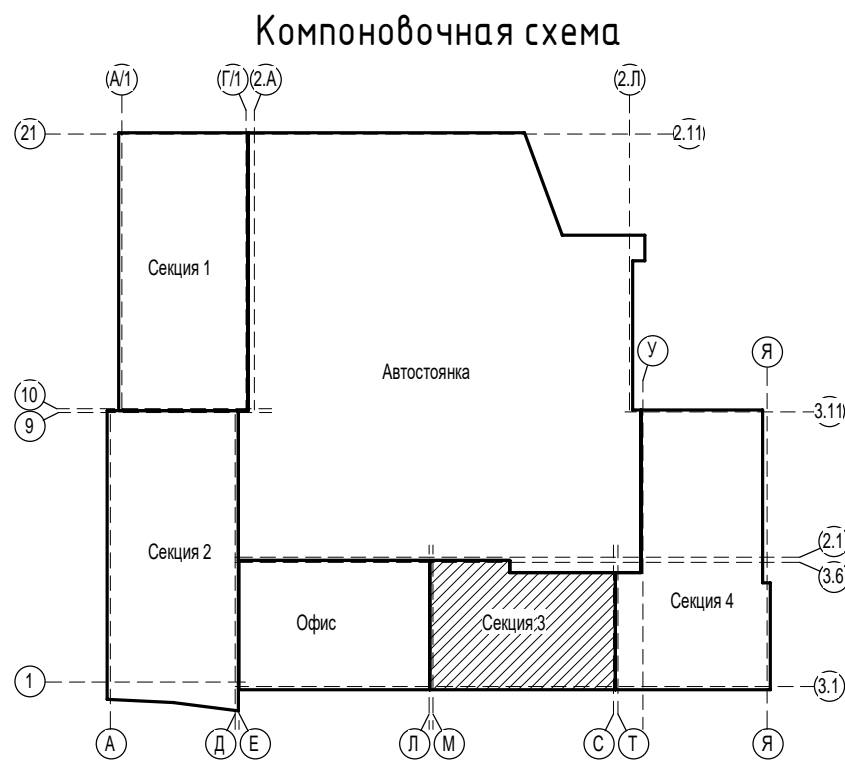 Компоновочная схема
А/1 Г/1 2.А 2.Л
21 2.11
Секция 1
Автостоянка
У Я
10
9 3.11
Секция 2
2.1
3.6
Секция 4
Офис Секция 3
1 3.1
А Д Е Л М С Т Я